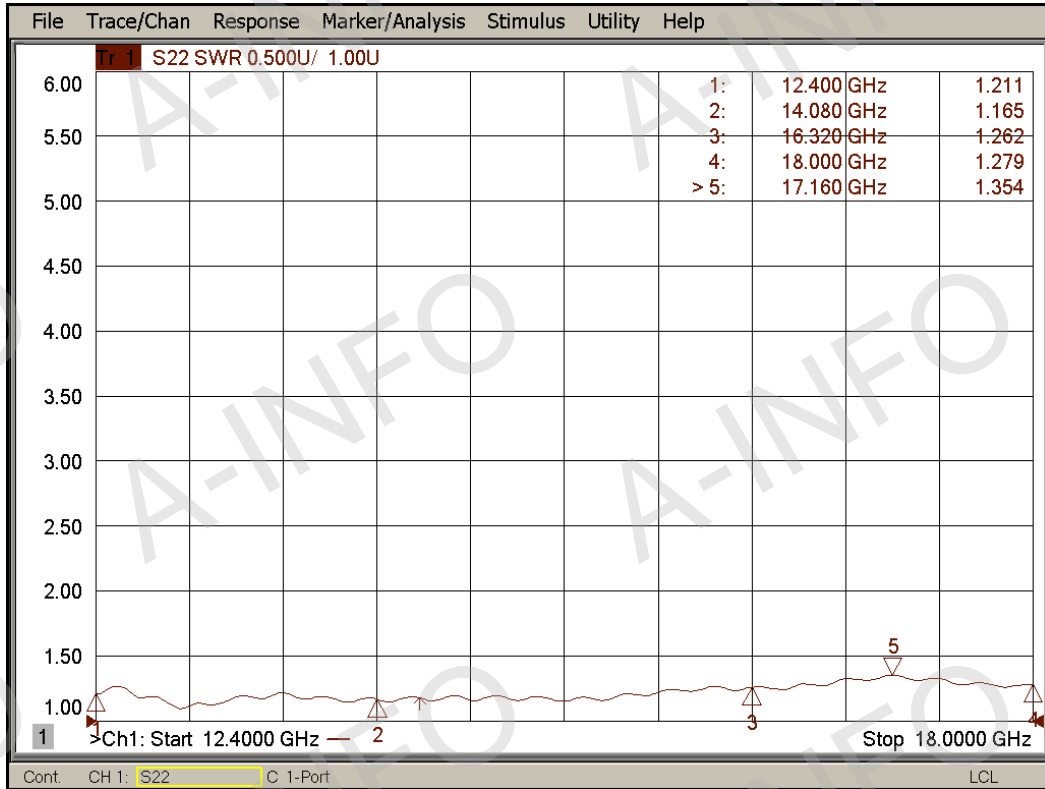 File Trace/Chan Response Marker/Analysis Stimulus Utility Help
Tr 1 S22 SWR 0.500U/ 1.00U
6.00
5.50
5.00
4.50
4.00
3.50
3.00
2.50
2.00
1.50
1.00
1: 12.400 GHz 1.211
2: 14.080 GHz 1.165
3: 16.320 GHz 1.262
4: 18.000 GHz 1.279
> 5: 17.160 GHz 1.354
5
1
2
3
4
1 >Ch1: Start 12.4000 GHz Stop 18.0000 GHz
Cont. CH 1: S22 C 1-Port LCL
A-INFO
A-INFO
A-INFO
A-INFO